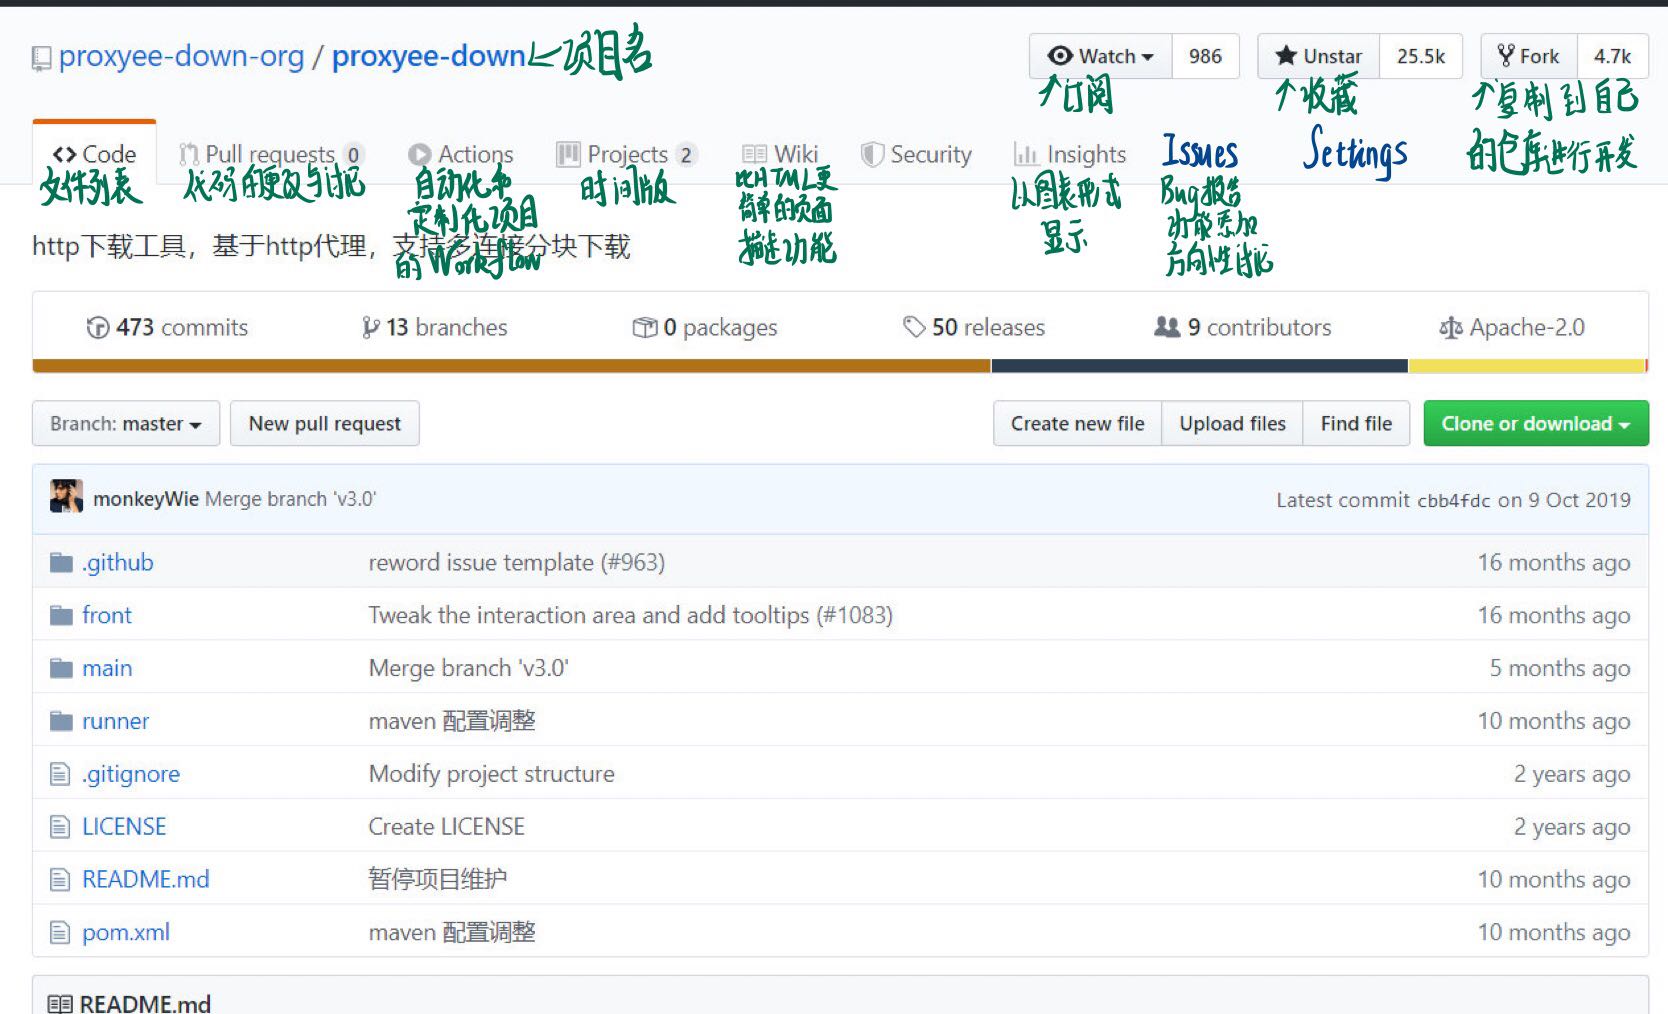 proxyee-down-org / proxyee-down ←项目名
Watch 986 Unstar 25.5k Fork 4.7k
↑订阅 ↑收藏 ↑复制到自己
的仓库进行开发
Code Pull requests 0 Actions Projects 2 Wiki Security Insights Issues Settings
文件列表
代码的更改与讨论
自动化和
定制化项目
的Workflow
时间版
比HTML更
简单的页面
描述功能
以图表形式
显示
Bug报告
功能添加
方向性讨论
http下载工具，基于http代理，支持多连接分块下载
473 commits 13 branches 0 packages 50 releases 9 contributors Apache-2.0
Branch: master New pull request Create new file Upload files Find file Clone or download
monkeyWie Merge branch 'v3.0' Latest commit cbb4fdc on 9 Oct 2019
.github reword issue template (#963) 16 months ago
front Tweak the interaction area and add tooltips (#1083) 16 months ago
main Merge branch 'v3.0' 5 months ago
runner maven 配置调整 10 months ago
.gitignore Modify project structure 2 years ago
LICENSE Create LICENSE 2 years ago
README.md 暂停项目维护 10 months ago
pom.xml maven 配置调整 10 months ago
README.md